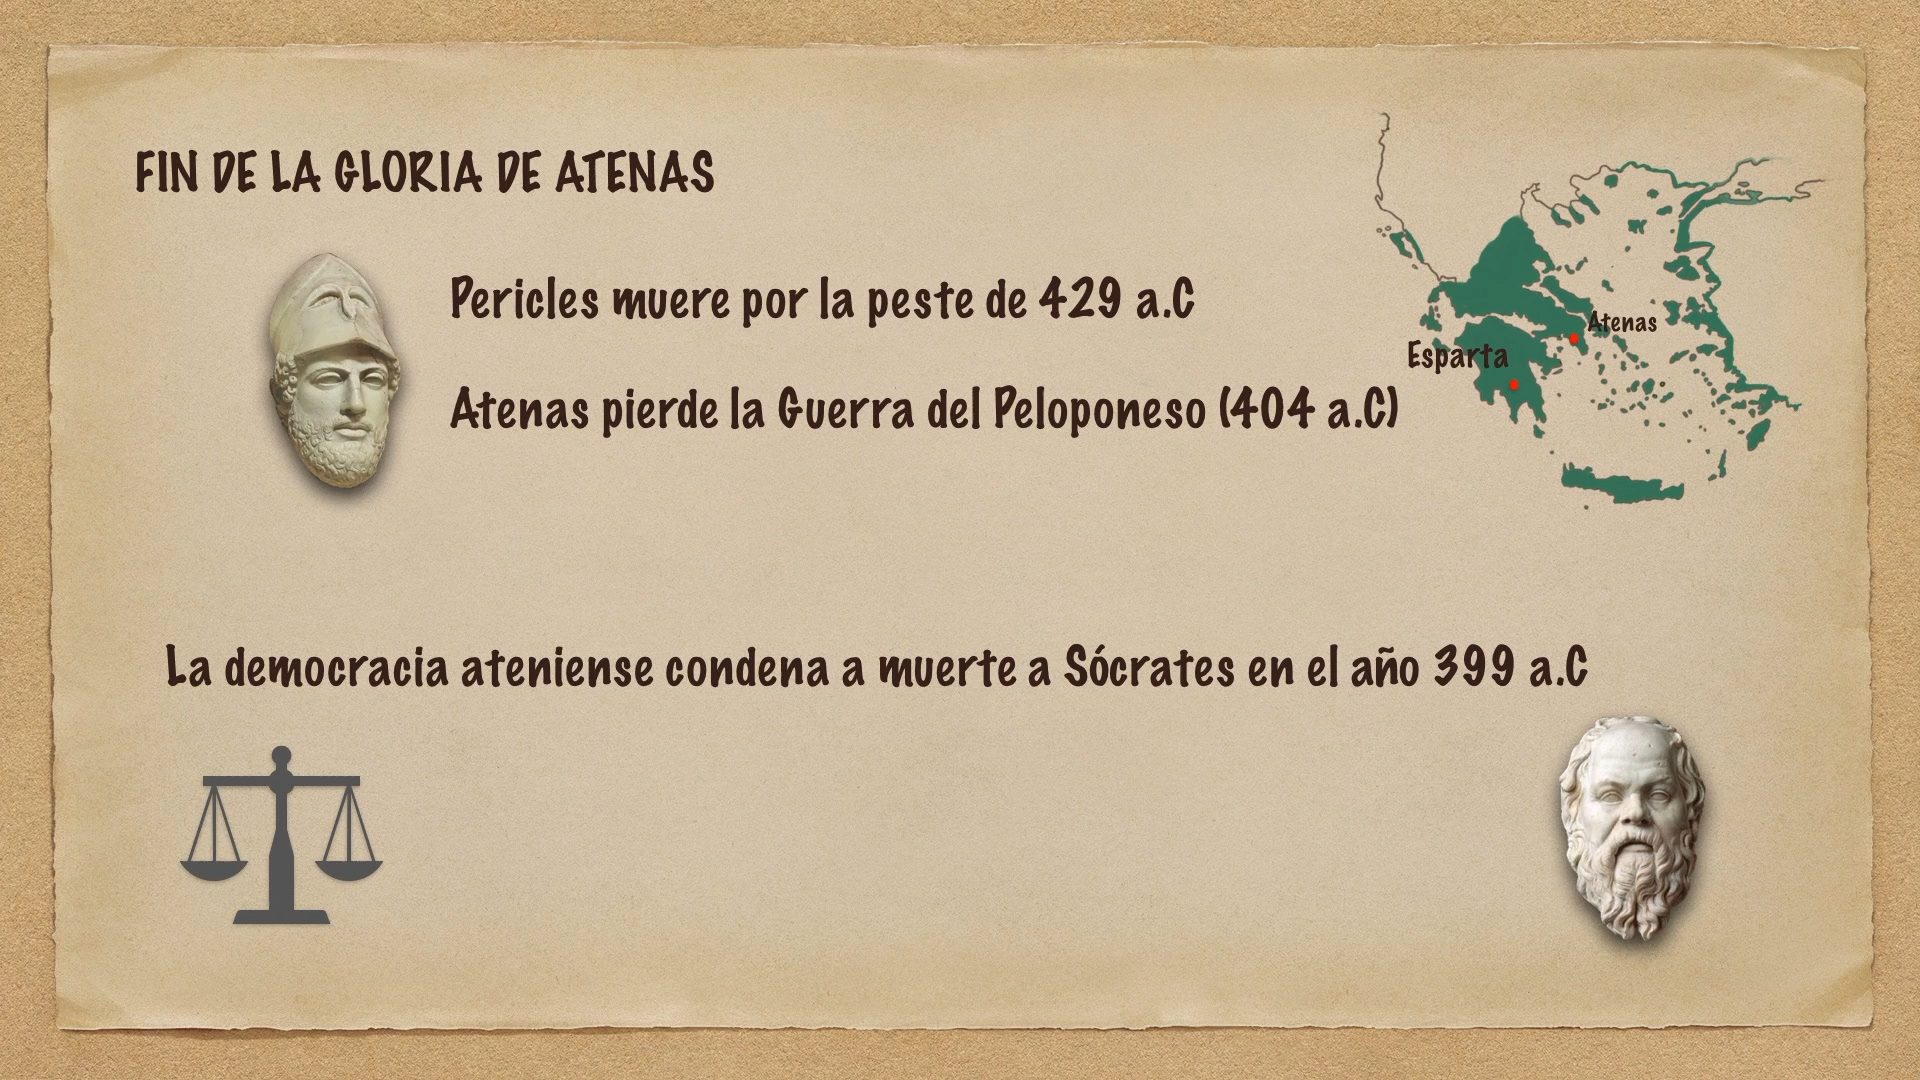 FIN DE LA GLORIA DE ATENAS
Pericles muere por la peste de 429 a.C
Atenas
Esparta
Atenas pierde la Guerra del Peloponeso (404 a.C)
La democracia ateniense condena a muerte a Sócrates en el año 399 a.C